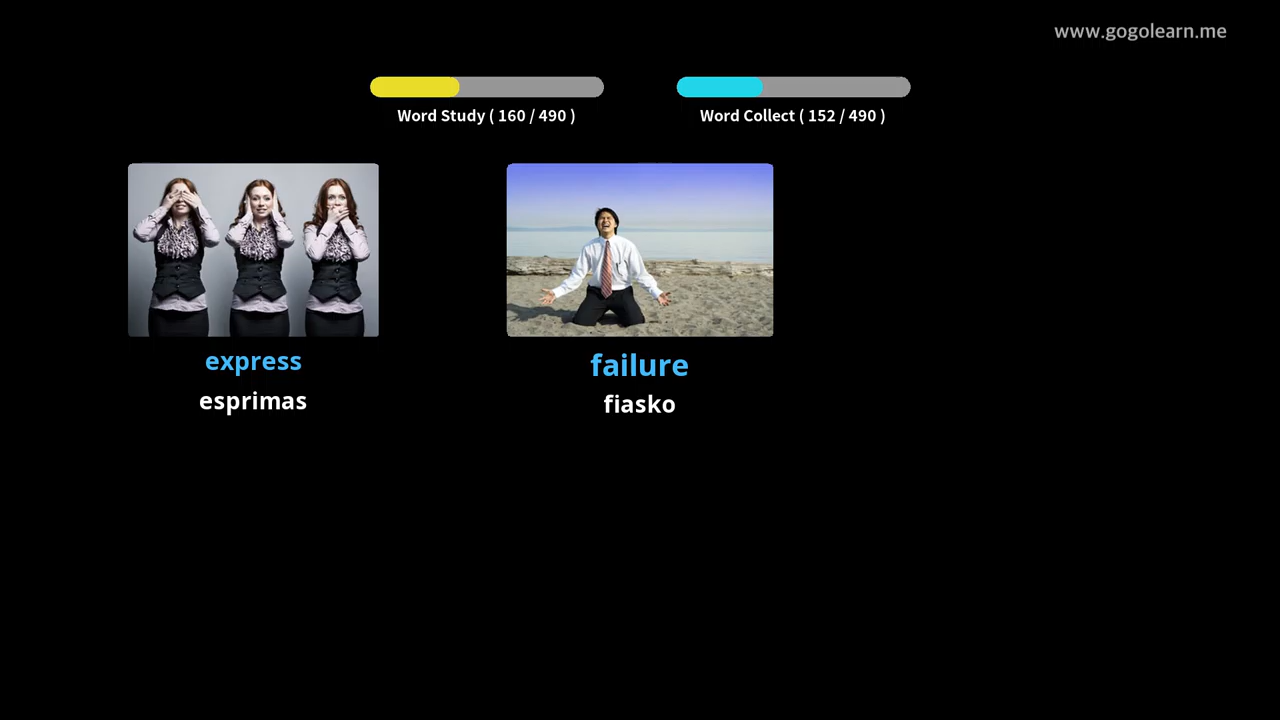 www.gogolearn.me
Word Study ( 160 / 490 )
Word Collect ( 152 / 490 )
express
esprimas
failure
fiasko